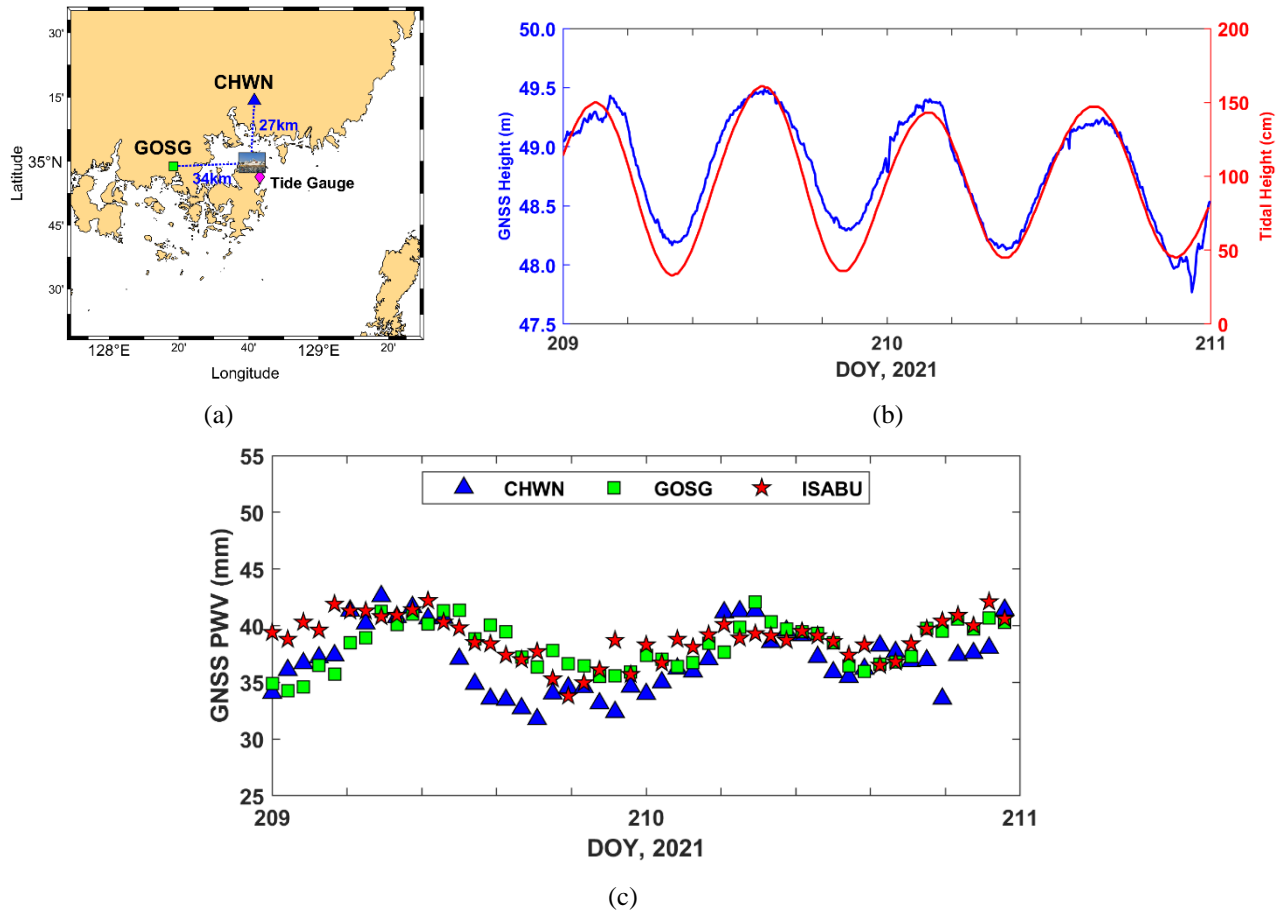 30'
15'
35°N
45'
30'
Latitude
CHWN
27km
GOSG
34km
Tide Gauge
128°E 20' 40' 129°E 20'
Longitude
(a)
50.0
49.5
49.0
48.5
48.0
47.5
GNSS Height (m)
200
150
100
50
0
Tidal Height (cm)
209 210 211
DOY, 2021
(b)
55
50
45
40
35
30
25
GNSS PWV (mm)
CHWN GOSG ISABU
209 210 211
DOY, 2021
(c)